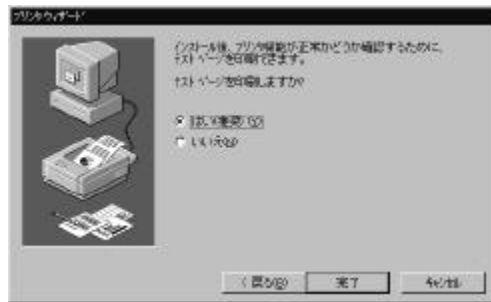 プリンタウィザード
インストール後、プリンタ機能が正常かどうか確認するために、
テスト ページを印刷できます。
テスト ページを印刷しますか?
はい(推奨)(Y)
いいえ(N)
< 戻る(B)
完了
キャンセル